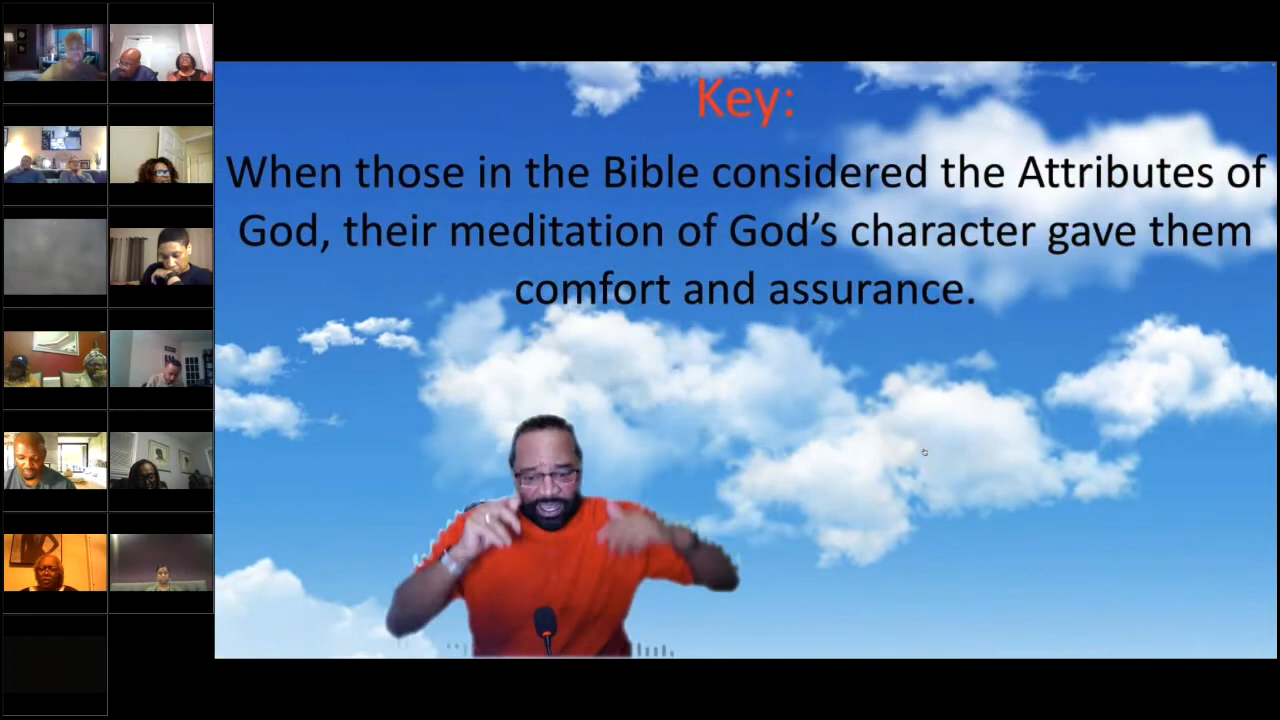 Key:
When those in the Bible considered the Attributes of
God, their meditation of God’s character gave them
comfort and assurance.